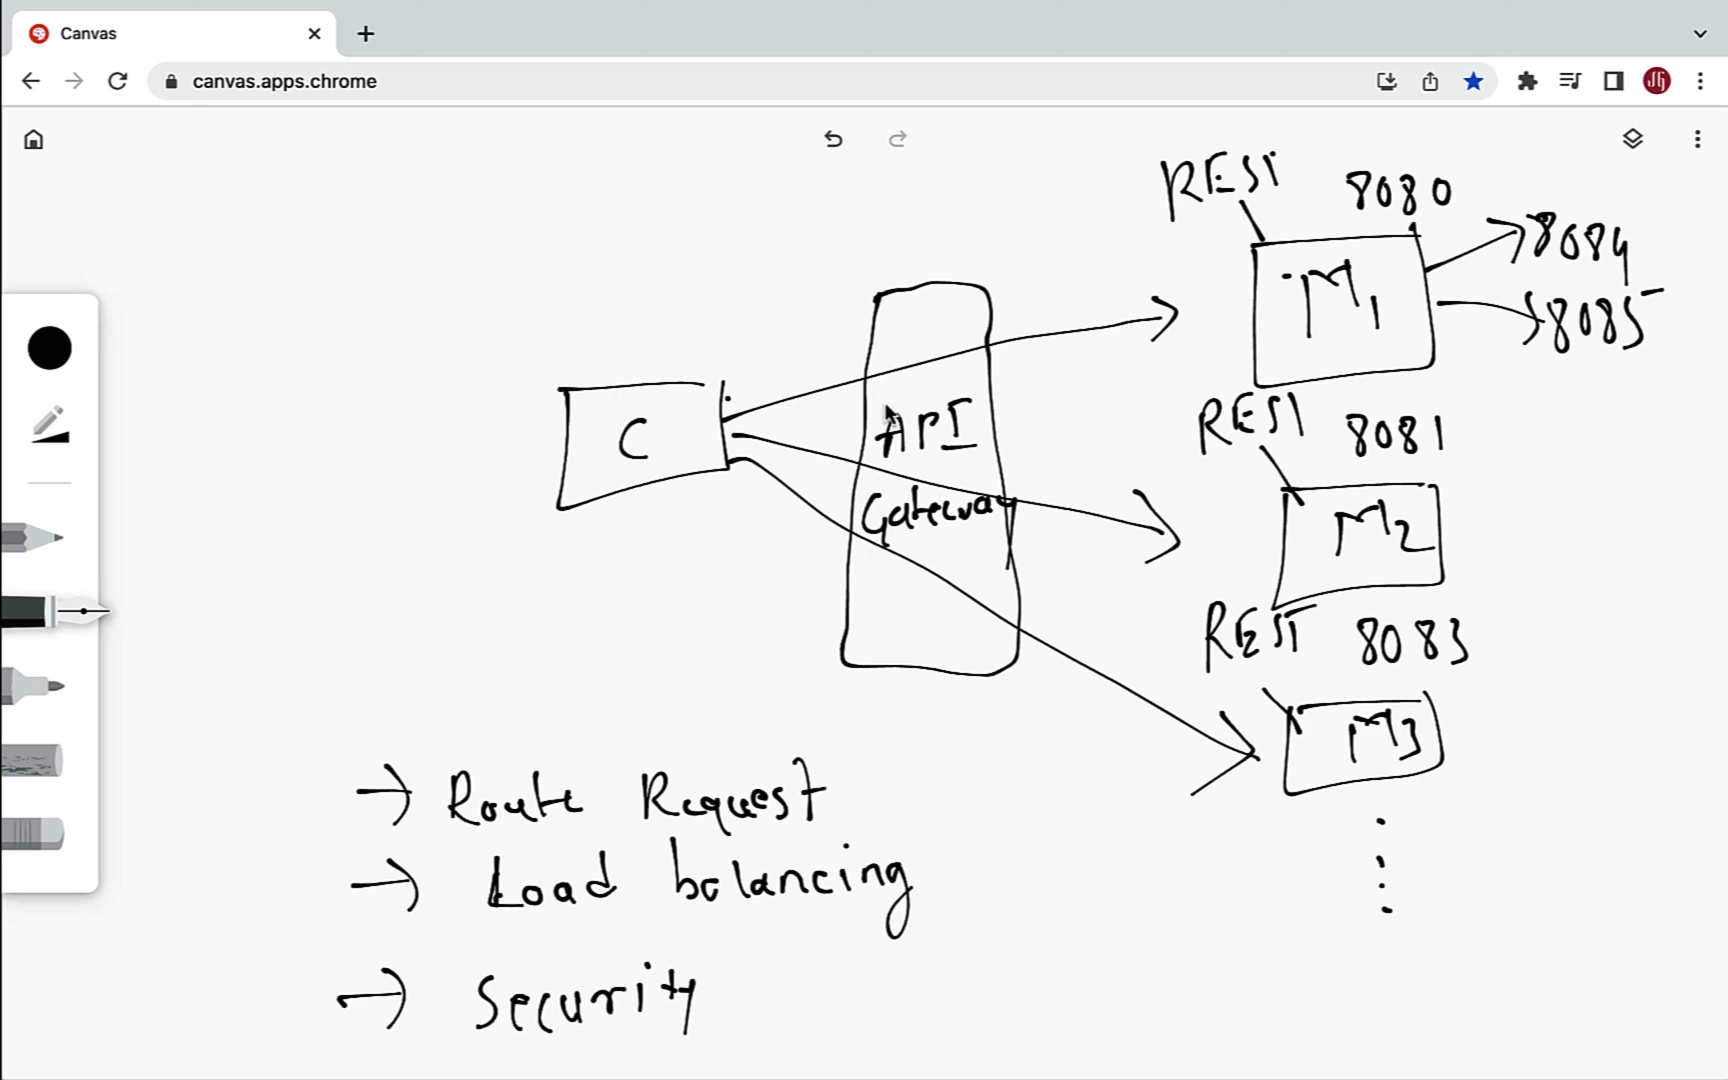 Canvas
canvas.apps.chrome
REST 8080
8084
M1
8085
C
API
Gateway
REST 8081
M2
REST 8083
M3
→ Route Request
→ Load balancing
→ Security